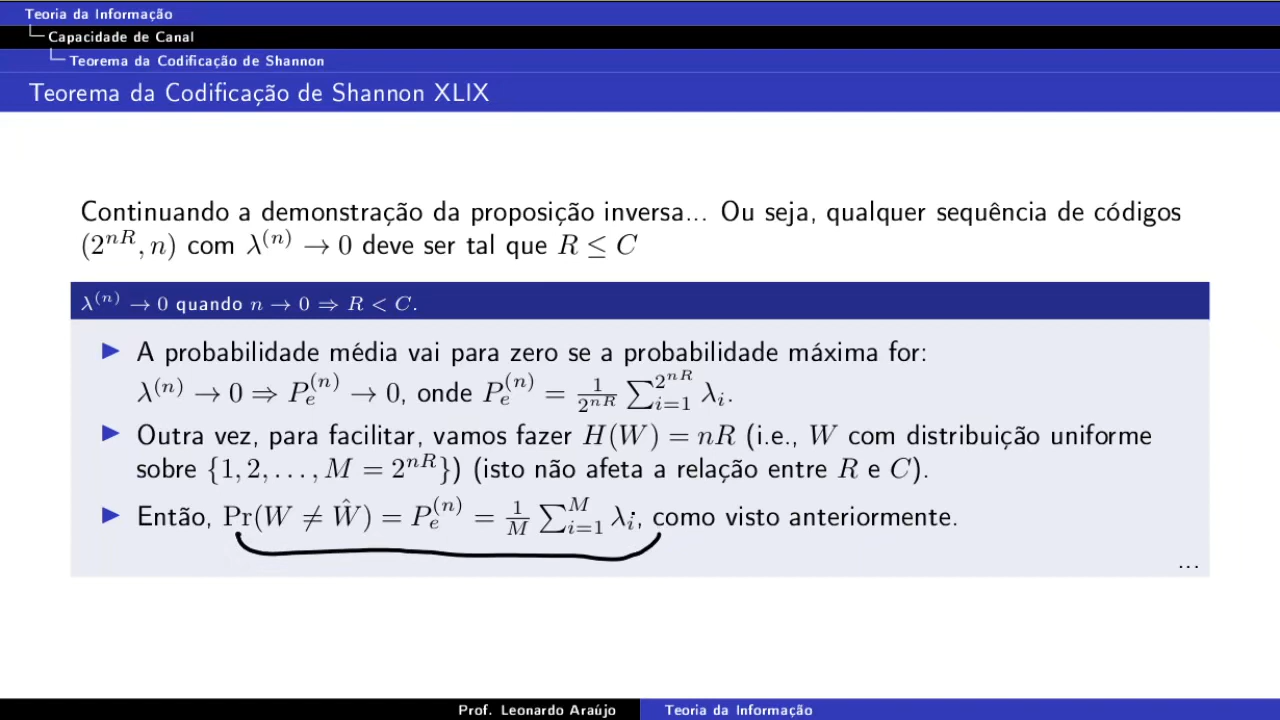 Teoria da Informação
Capacidade de Canal
Teorema da Codificação de Shannon
Teorema da Codificação de Shannon XLIX
Continuando a demonstração da proposição inversa... Ou seja, qualquer sequência de códigos
(2^{nR}, n) com λ^{(n)} → 0 deve ser tal que R ≤ C
λ^{(n)} → 0 quando n → 0 ⇒ R < C.
▶ A probabilidade média vai para zero se a probabilidade máxima for:
λ^{(n)} → 0 ⇒ P_e^{(n)} → 0, onde P_e^{(n)} = \frac{1}{2^{nR}} ∑_{i=1}^{2^{nR}} λ_i.
▶ Outra vez, para facilitar, vamos fazer H(W) = nR (i.e., W com distribuição uniforme
sobre {1, 2, . . . , M = 2^{nR}}) (isto não afeta a relação entre R e C).
▶ Então, Pr(W ≠ Ŵ) = P_e^{(n)} = \frac{1}{M} ∑_{i=1}^{M} λ_i, como visto anteriormente.
...
Prof. Leonardo Araújo Teoria da Informação